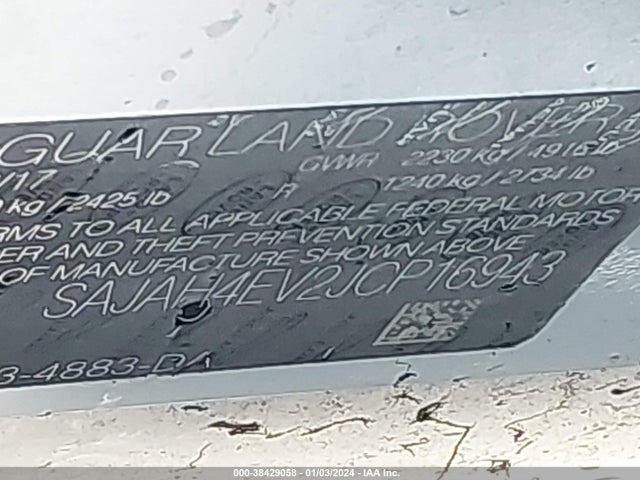 GUAR LAND ROVER
/17 GVWR 2230 kg / 4916 lb
kg / 2425 lb R 1240 kg / 2734 lb
RMS TO ALL APPLICABLE FEDERAL MOTOR
ER AND THEFT PREVENTION STANDARDS
OF MANUFACTURE SHOWN ABOVE
SAJAH4EV2JCP16943
3-4883-DA
000-38429058 - 01/03/2024 - IAA Inc.